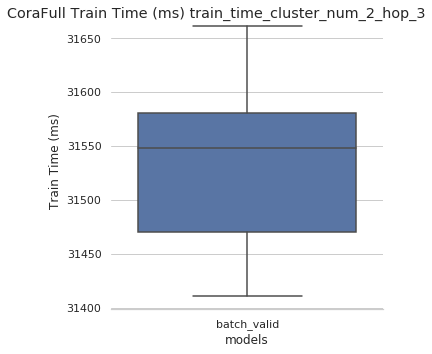 CoraFull Train Time (ms) train_time_cluster_num_2_hop_3
31650
31600
31550
31500
31450
31400
Train Time (ms)
batch_valid
models